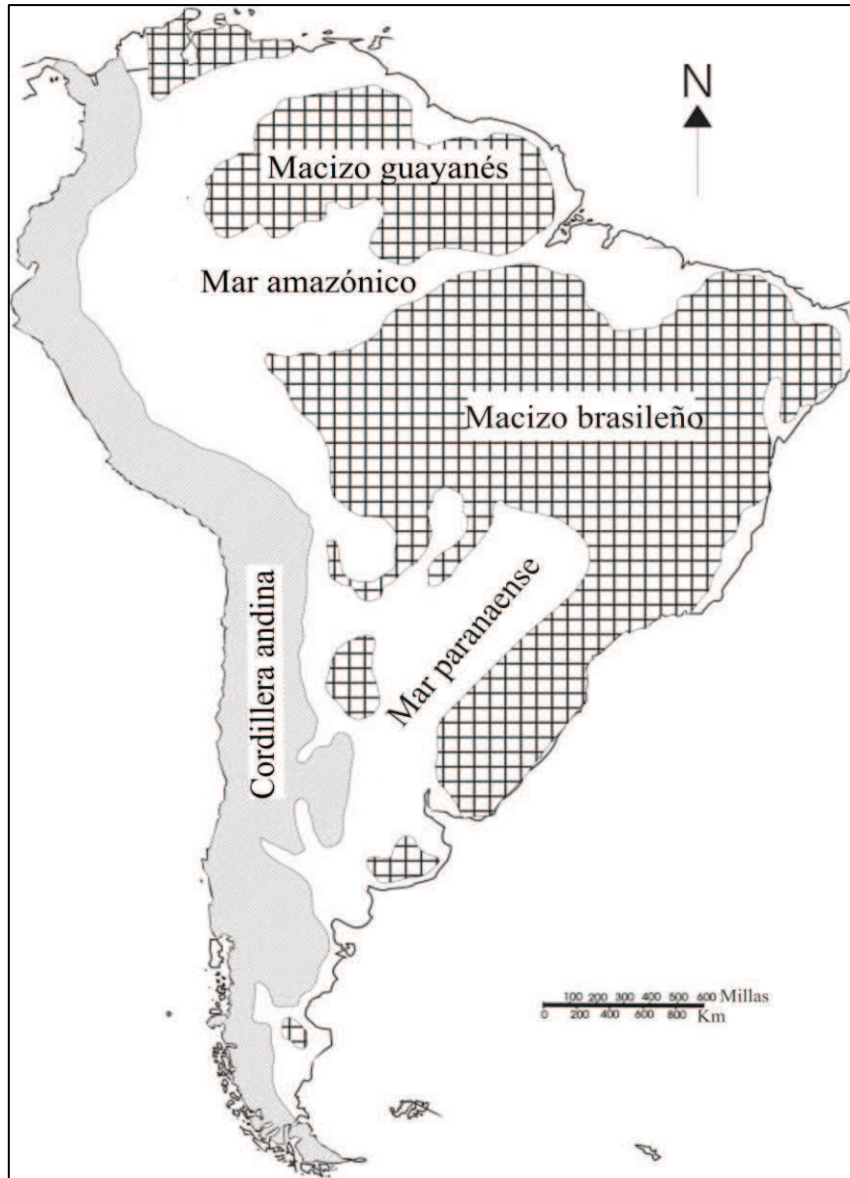 N
Macizo guayanés
Mar amazónico
Macizo brasileño
Cordillera andina
Mar paranaense
100 200 300 400 500 600 Millas
0 200 400 600 800 Km